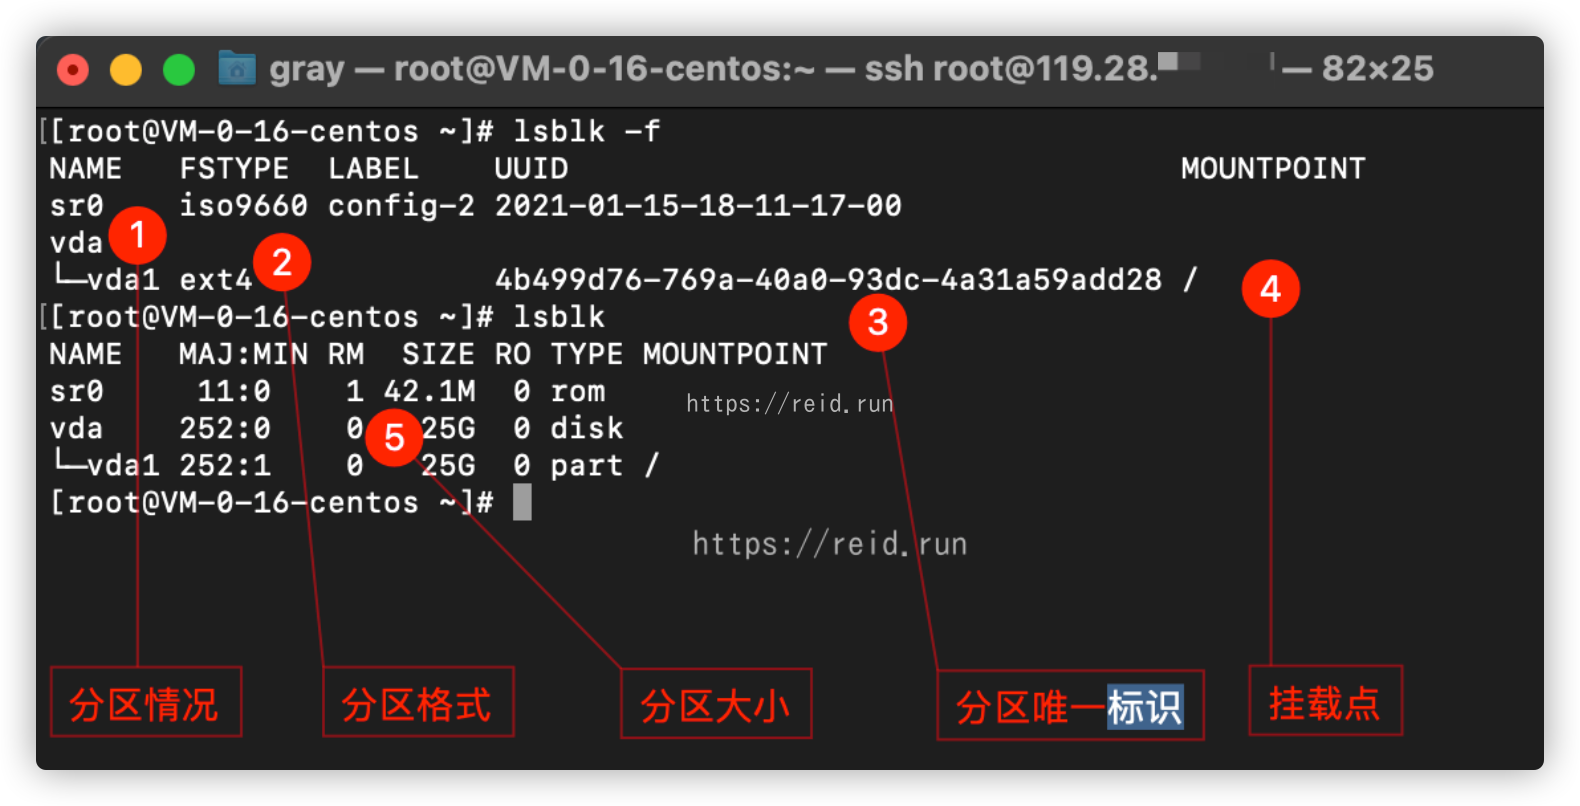 gray — root@VM-0-16-centos:~ — ssh root@119.28. — 82×25
[[root@VM-0-16-centos ~]# lsblk -f
NAME FSTYPE LABEL UUID MOUNTPOINT
sr0 iso9660 config-2 2021-01-15-18-11-17-00
vda
└─vda1 ext4 4b499d76-769a-40a0-93dc-4a31a59add28 /
[[root@VM-0-16-centos ~]# lsblk
NAME MAJ:MIN RM SIZE RO TYPE MOUNTPOINT
sr0 11:0 1 42.1M 0 rom
vda 252:0 0 25G 0 disk
└─vda1 252:1 0 25G 0 part /
[root@VM-0-16-centos ~]#
1
2
3
4
5
https://reid.run
https://reid.run
分区情况
分区格式
分区大小
分区唯一标识
挂载点